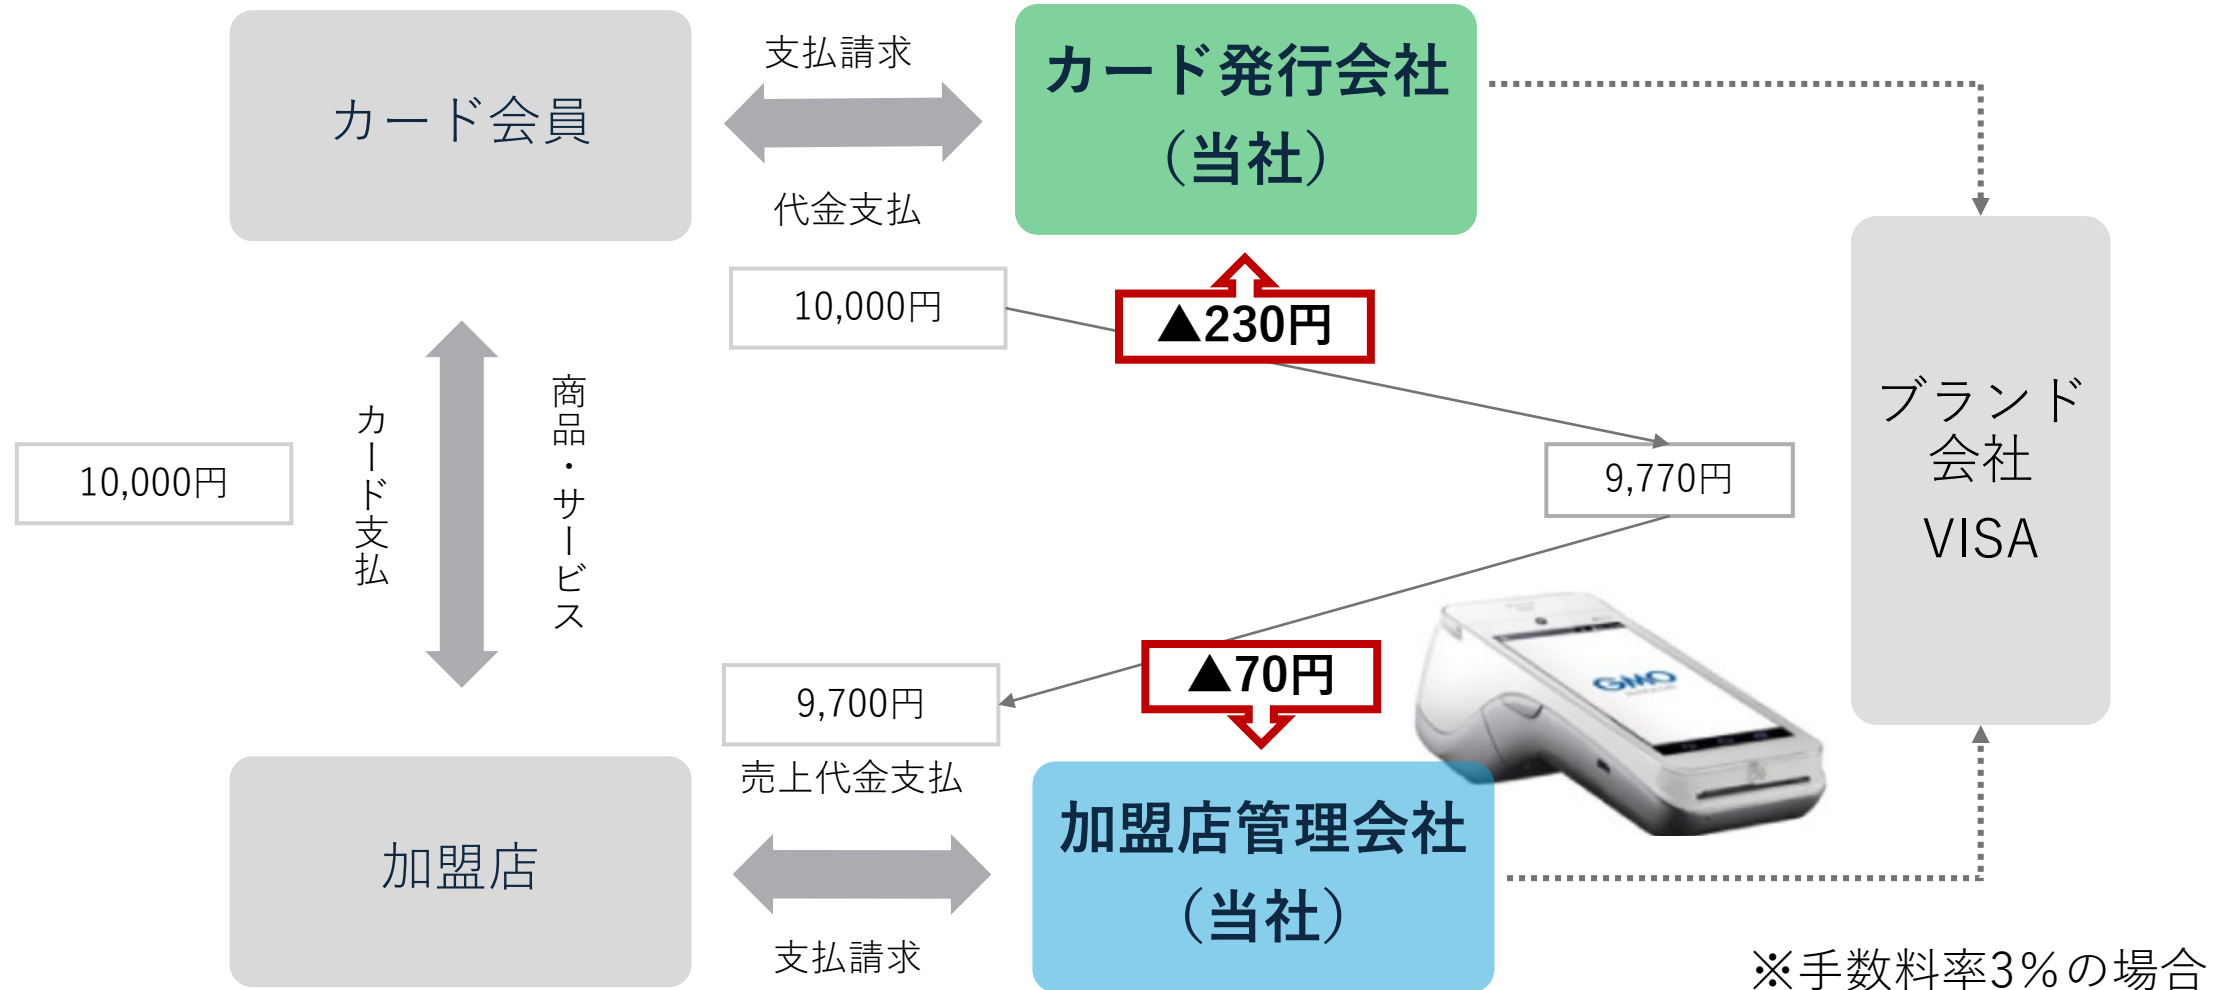 カード会員
支払請求
代金支払
カード発行会社
（当社）
10,000円
▲230円
10,000円
カード支払
商品・サービス
9,770円
ブランド
会社
VISA
GMO
▲70円
9,700円
売上代金支払
加盟店
支払請求
加盟店管理会社
（当社）
※手数料率3％の場合